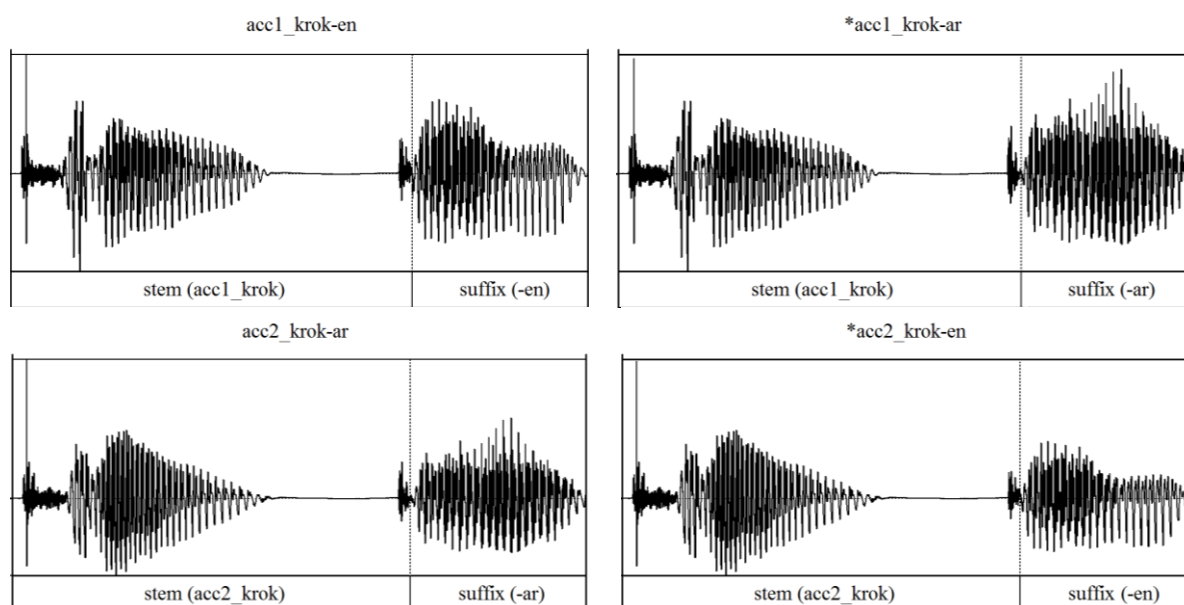 acc1_krok-en *acc1_krok-ar
stem (acc1_krok) suffix (-en) stem (acc1_krok) suffix (-ar)
acc2_krok-ar *acc2_krok-en
stem (acc2_krok) suffix (-ar) stem (acc2_krok) suffix (-en)